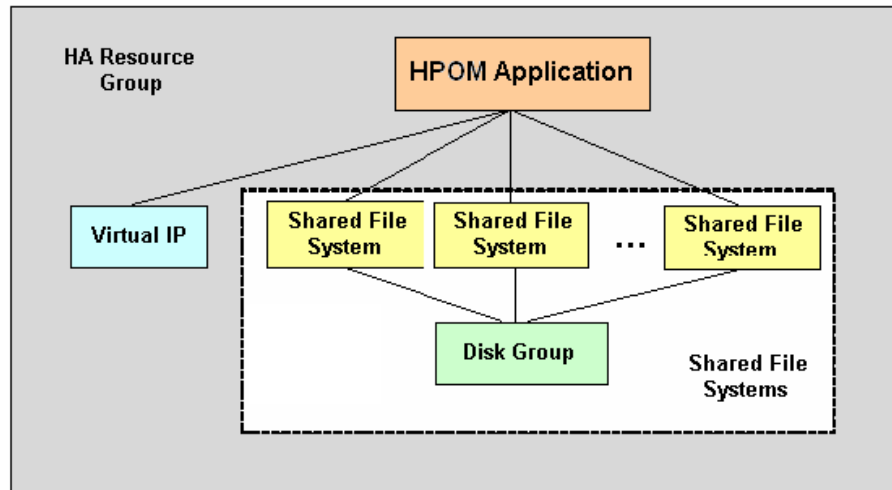 HA Resource
Group
HPOM Application
Virtual IP
Shared File
System
Shared File
System
...
Shared File
System
Disk Group
Shared File
Systems